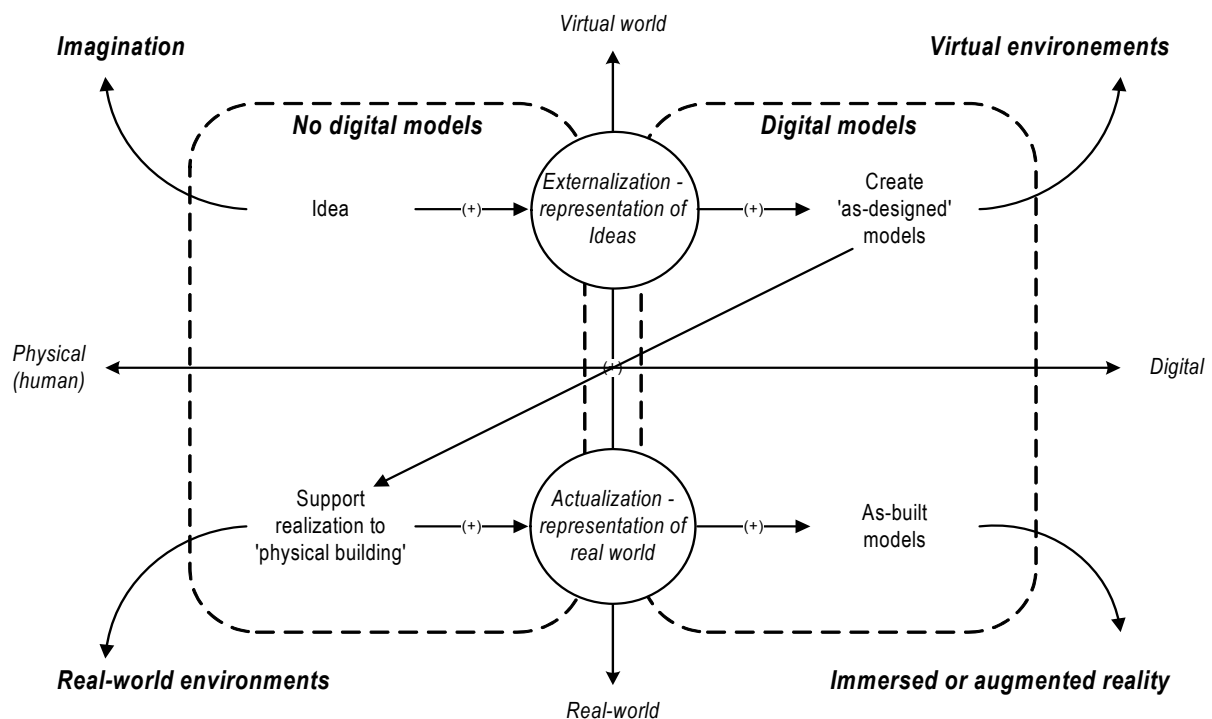 Virtual world
Imagination
Virtual environements
No digital models
Digital models
Idea
(+)
Externalization -
representation of
Ideas
(+)
Create
'as-designed'
models
Physical
(human)
(+)
Digital
Support
realization to
'physical building'
(+)
Actualization -
representation of
real world
(+)
As-built
models
Real-world environments
Immersed or augmented reality
Real-world